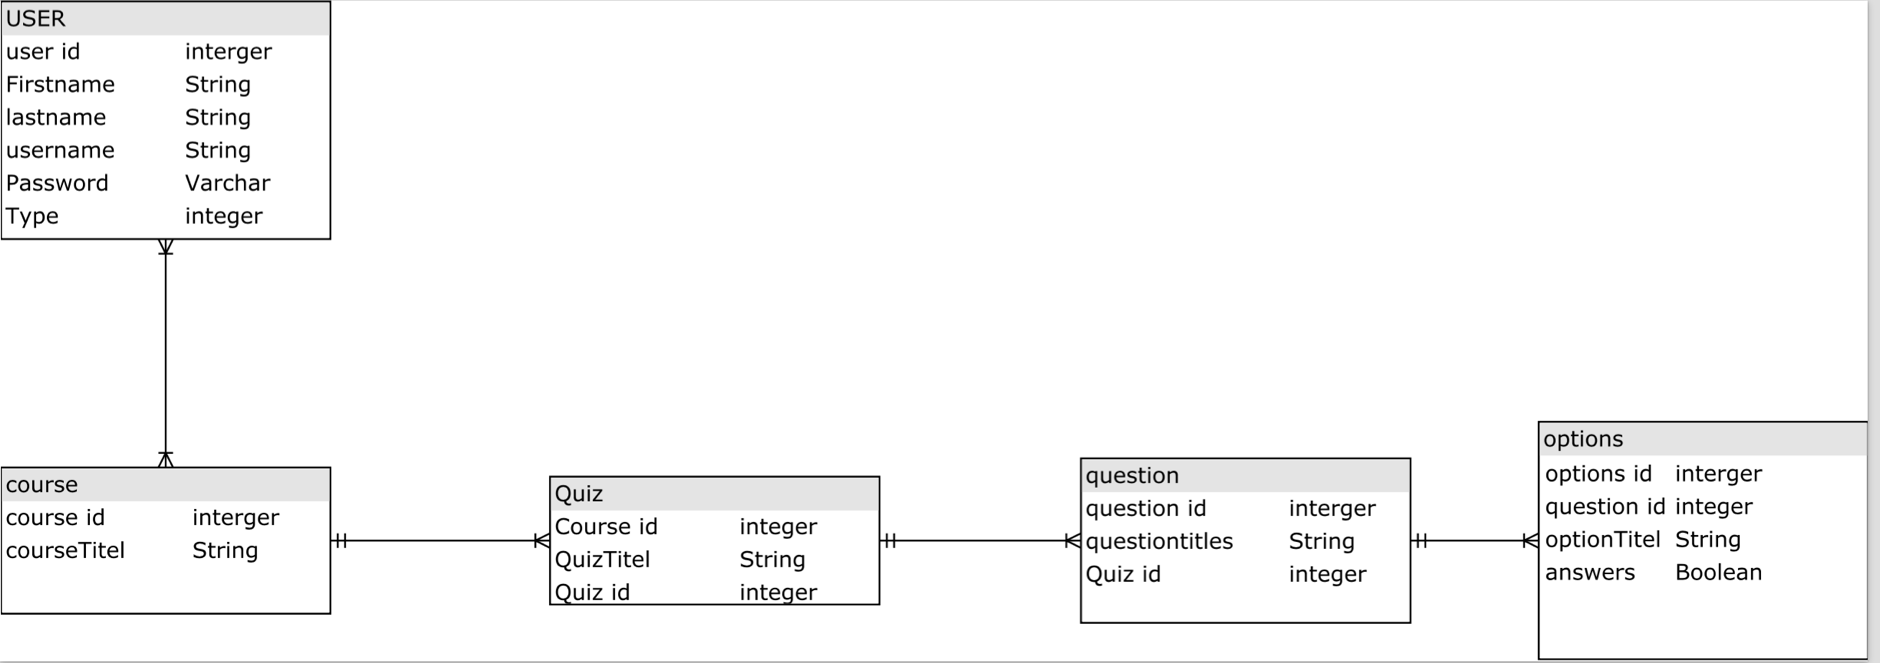 USER
user id interger
Firstname String
lastname String
username String
Password Varchar
Type integer
course
course id interger
courseTitel String
Quiz
Course id integer
QuizTitel String
Quiz id integer
question
question id interger
questiontitles String
Quiz id integer
options
options id interger
question id integer
optionTitel String
answers Boolean